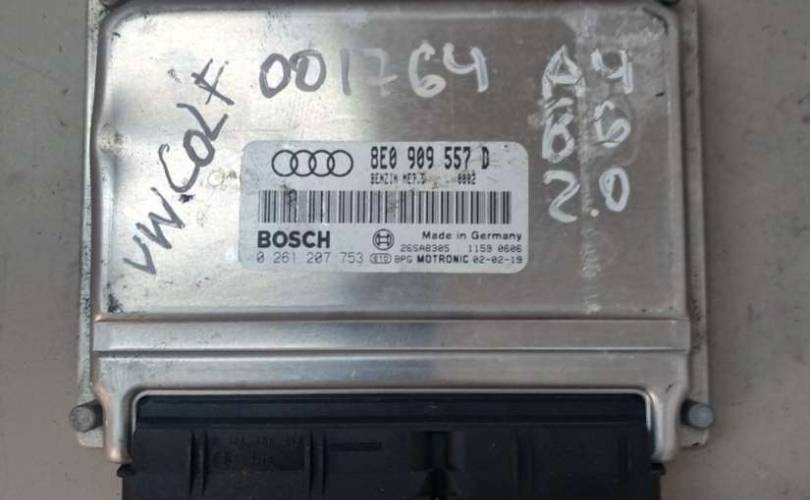 001764
A4
B6
2.0
VW.COLF
8E0 909 557 D
BENZIN ME7.5 0002
BOSCH
Made in Germany
0 261 207 753
26SA8305 1159 0606
BPG MOTRONIC 02-02-19